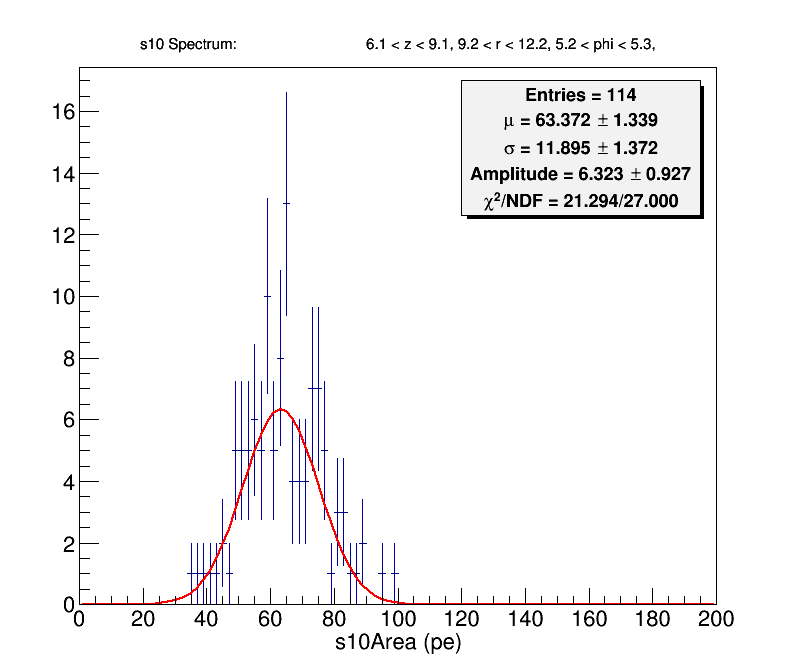 s10 Spectrum: 6.1 < z < 9.1, 9.2 < r < 12.2, 5.2 < phi < 5.3,
Entries = 114
μ = 63.372 ± 1.339
σ = 11.895 ± 1.372
Amplitude = 6.323 ± 0.927
χ²/NDF = 21.294/27.000
16
14
12
10
8
6
4
2
0
0 20 40 60 80 100 120 140 160 180 200
s10Area (pe)